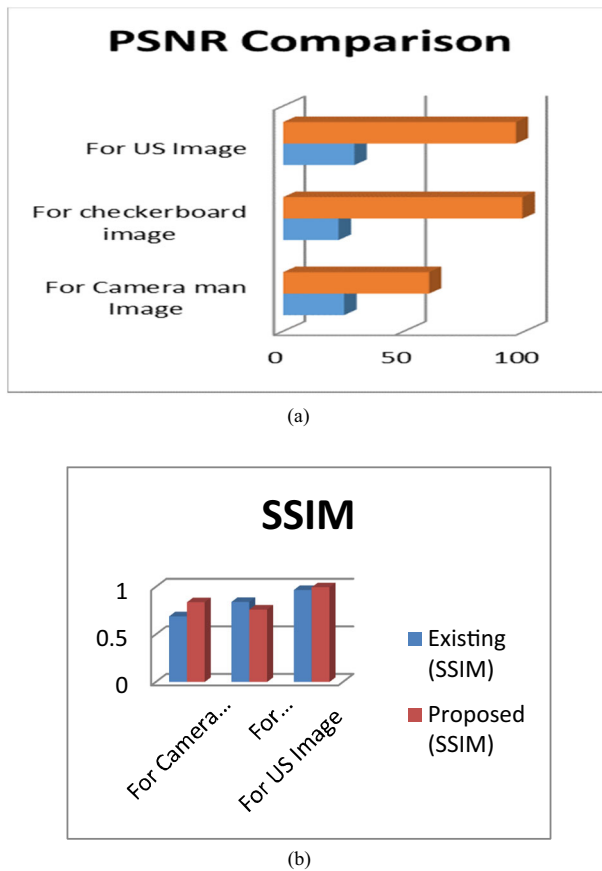 PSNR Comparison
For US Image
For checkerboard
image
For Camera man
Image
0 50 100
(a)
SSIM
1
0.5
0
For Camera...
For...
For US Image
Existing
(SSIM)
Proposed
(SSIM)
(b)